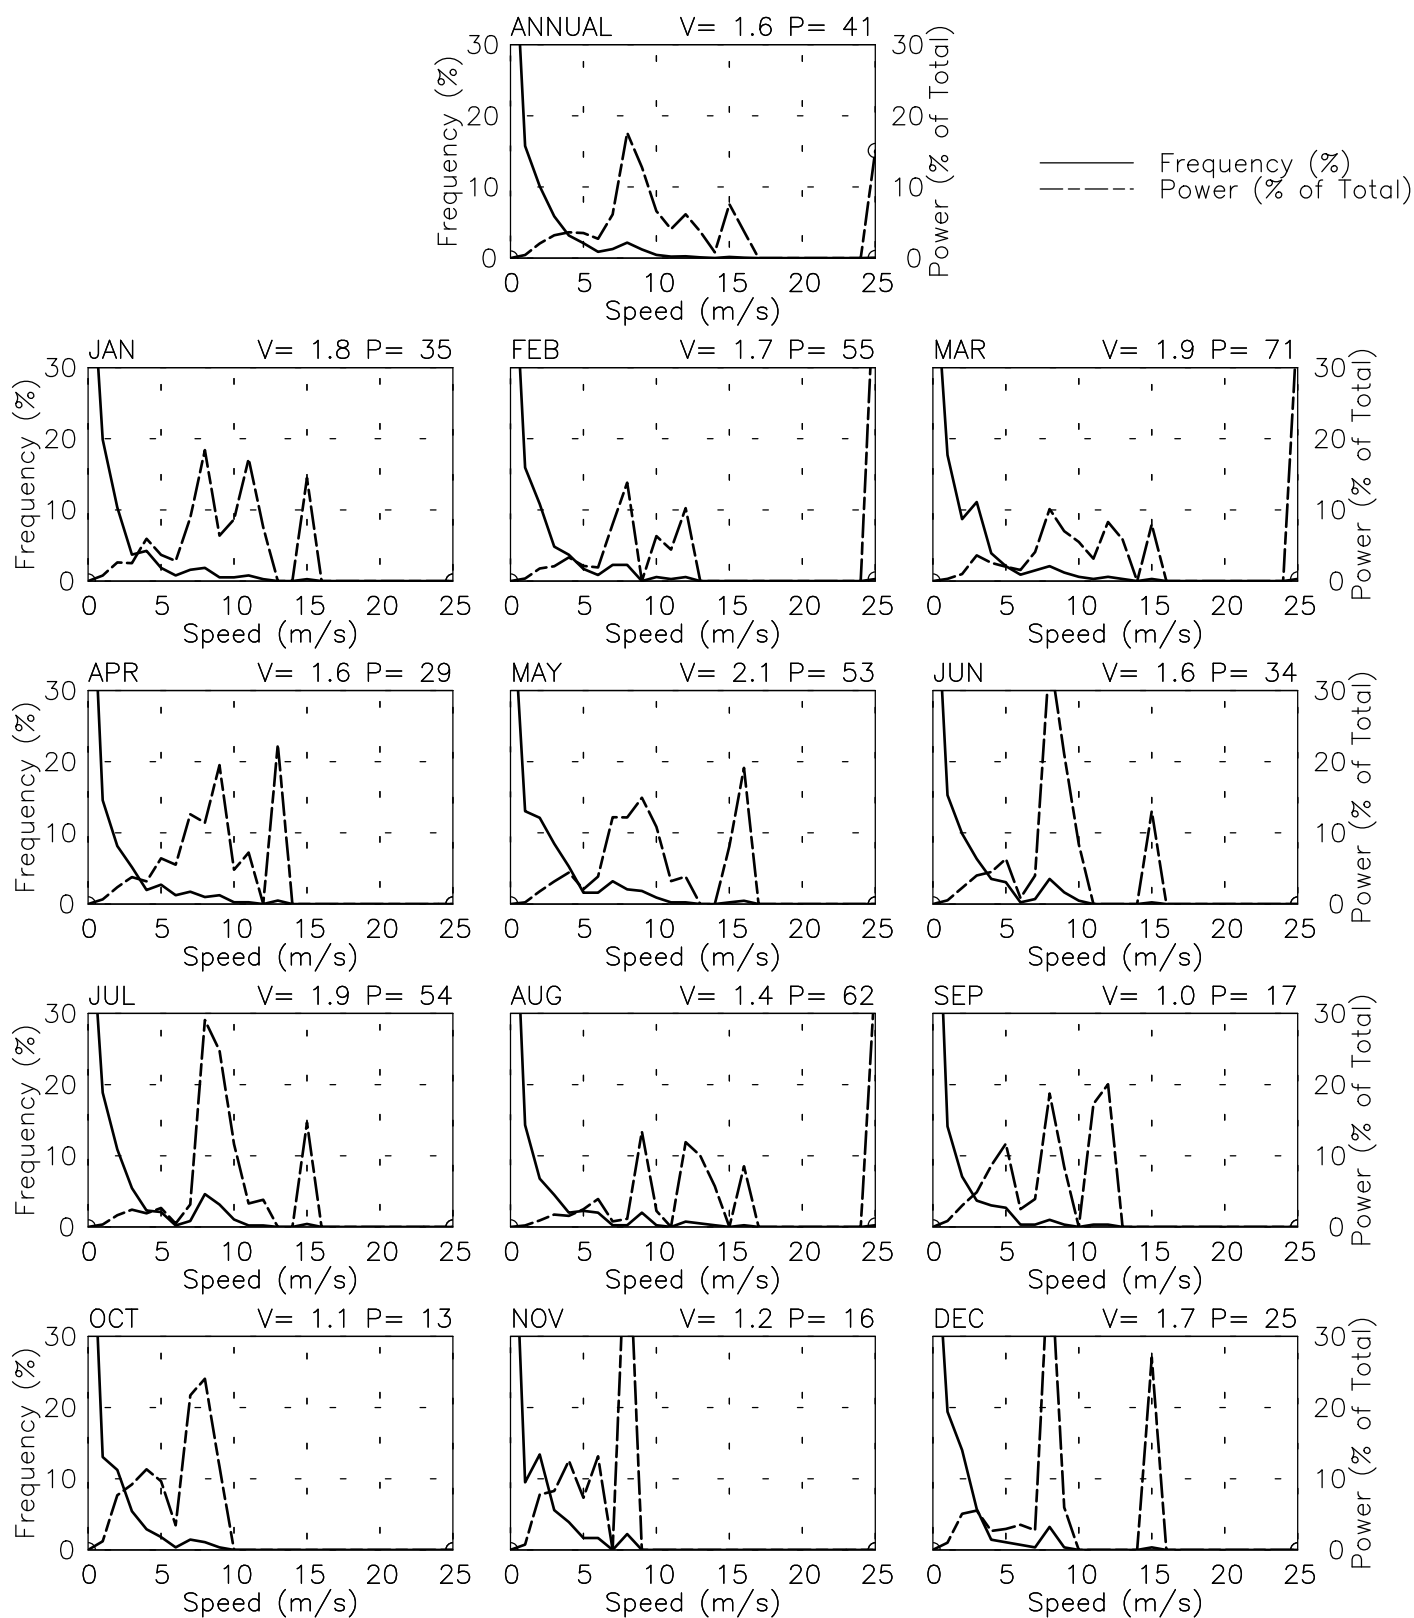 ANNUAL V= 1.6 P= 41
Frequency (%)
30
20
10
0
30
20
10
0
Power (% of Total)
0 5 10 15 20 25
Speed (m/s)
Frequency (%)
Power (% of Total)
JAN V= 1.8 P= 35
Frequency (%)
30
20
10
0
0 5 10 15 20 25
Speed (m/s)
FEB V= 1.7 P= 55
0 5 10 15 20 25
Speed (m/s)
MAR V= 1.9 P= 71
30
20
10
0
Power (% of Total)
0 5 10 15 20 25
Speed (m/s)
APR V= 1.6 P= 29
Frequency (%)
30
20
10
0
0 5 10 15 20 25
Speed (m/s)
MAY V= 2.1 P= 53
0 5 10 15 20 25
Speed (m/s)
JUN V= 1.6 P= 34
30
20
10
0
Power (% of Total)
0 5 10 15 20 25
Speed (m/s)
JUL V= 1.9 P= 54
Frequency (%)
30
20
10
0
0 5 10 15 20 25
Speed (m/s)
AUG V= 1.4 P= 62
0 5 10 15 20 25
Speed (m/s)
SEP V= 1.0 P= 17
30
20
10
0
Power (% of Total)
0 5 10 15 20 25
Speed (m/s)
OCT V= 1.1 P= 13
Frequency (%)
30
20
10
0
0 5 10 15 20 25
Speed (m/s)
NOV V= 1.2 P= 16
0 5 10 15 20 25
Speed (m/s)
DEC V= 1.7 P= 25
30
20
10
0
Power (% of Total)
0 5 10 15 20 25
Speed (m/s)